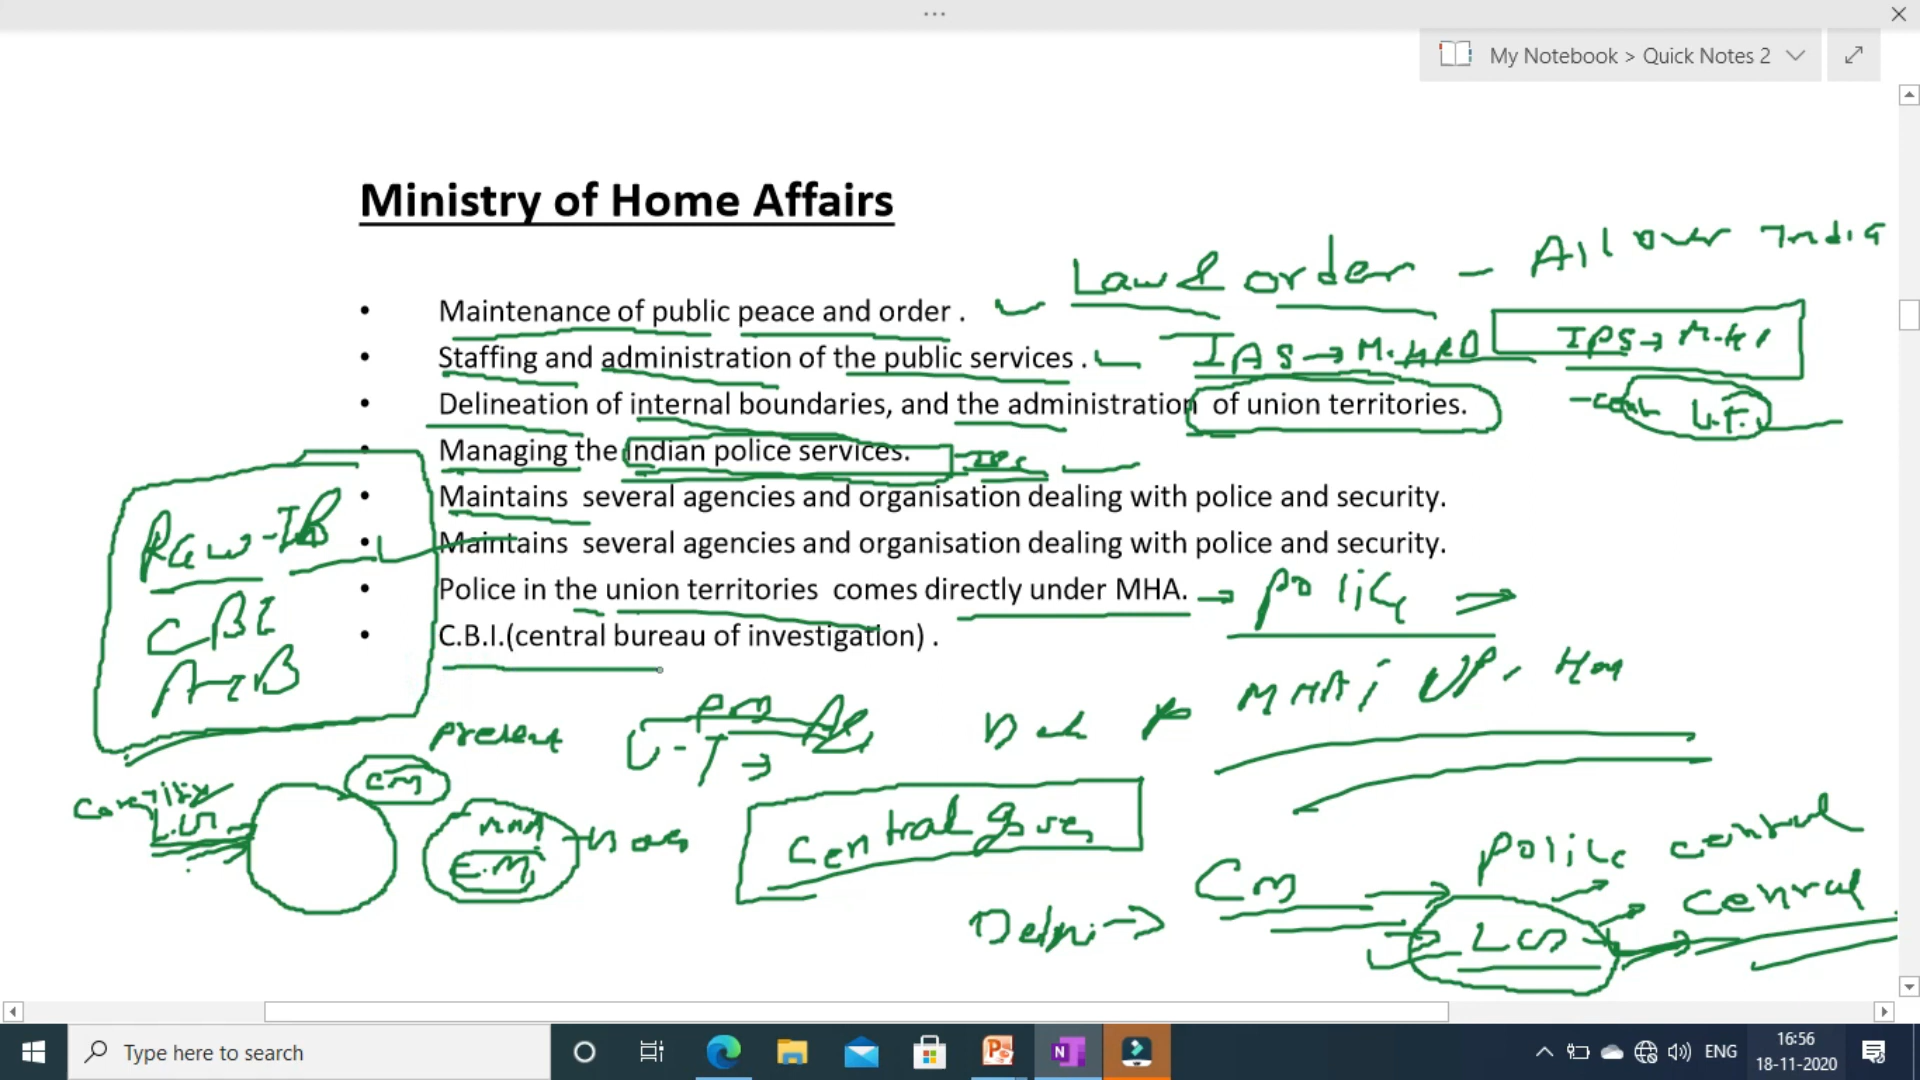 My Notebook > Quick Notes 2
Ministry of Home Affairs
Law & order - All over India
• Maintenance of public peace and order .
• Staffing and administration of the public services .
IAS → M.HRD
IPS → M.H
• Delineation of internal boundaries, and the administration of union territories.
U.T.
• Managing the Indian police services.
• Maintains several agencies and organisation dealing with police and security.
Raw - IB
• Maintains several agencies and organisation dealing with police and security.
• Police in the union territories comes directly under MHA. →
CBI
• C.B.I.(central bureau of investigation) .
ACB
MHA
UP
present
PM
U-T →
CM
MHA
Central
Police central
CM
central
Delhi →
Type here to search
ENG
16:56
18-11-2020